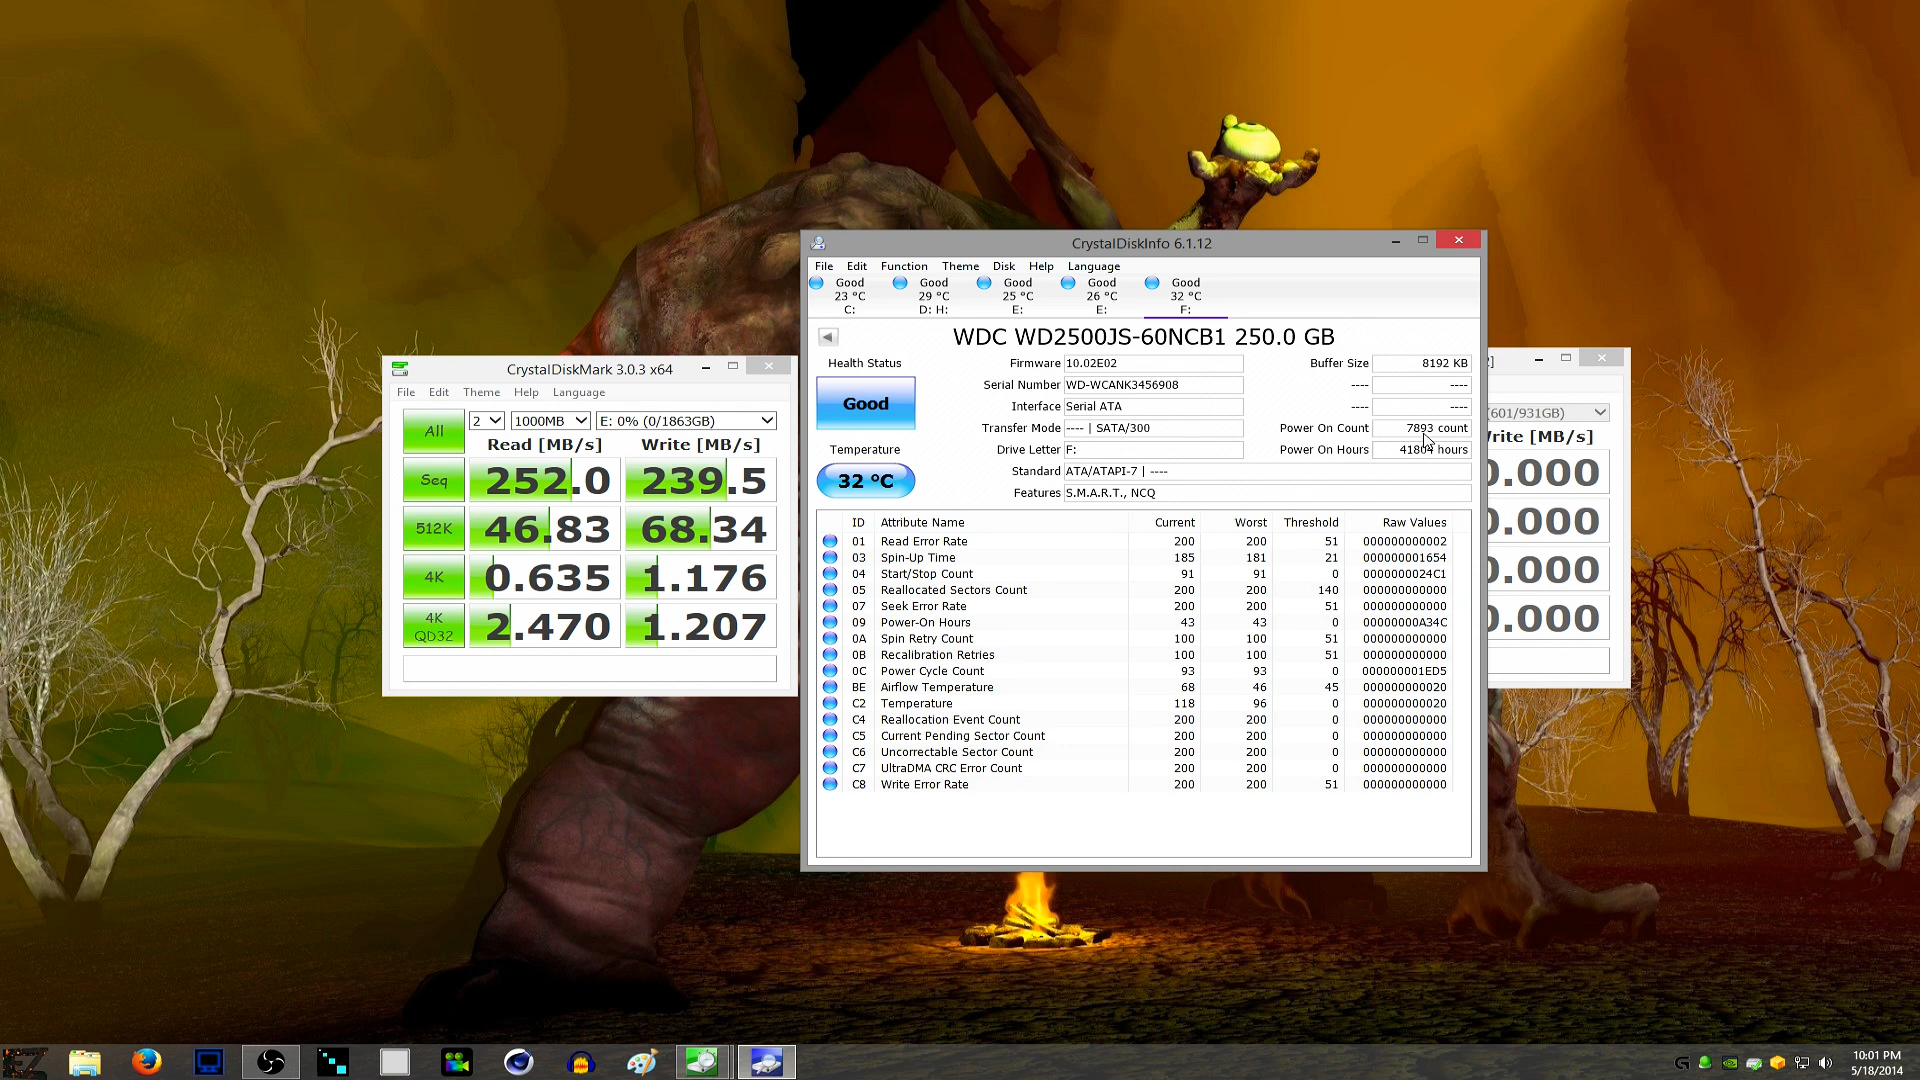 CrystalDiskInfo 6.1.12
File Edit Function Theme Disk Help Language
Good Good Good Good Good
23 °C 29 °C 25 °C 26 °C 32 °C
C: D: H: E: E: F:
WDC WD2500JS-60NCB1 250.0 GB
Health Status
Good
Temperature
32 °C
Firmware 10.02E02
Serial Number WD-WCANK3456908
Interface Serial ATA
Transfer Mode ---- | SATA/300
Drive Letter F:
Standard ATA/ATAPI-7 | ----
Features S.M.A.R.T., NCQ
Buffer Size 8192 KB
---- ----
---- ----
Power On Count 7893 count
Power On Hours 41804 hours
ID Attribute Name Current Worst Threshold Raw Values
01 Read Error Rate 200 200 51 000000000002
03 Spin-Up Time 185 181 21 000000001654
04 Start/Stop Count 91 91 0 0000000024C1
05 Reallocated Sectors Count 200 200 140 000000000000
07 Seek Error Rate 200 200 51 000000000000
09 Power-On Hours 43 43 0 00000000A34C
0A Spin Retry Count 100 100 51 000000000000
0B Recalibration Retries 100 100 51 000000000000
0C Power Cycle Count 93 93 0 000000001ED5
BE Airflow Temperature 68 46 45 000000000020
C2 Temperature 118 96 0 000000000020
C4 Reallocation Event Count 200 200 0 000000000000
C5 Current Pending Sector Count 200 200 0 000000000000
C6 Uncorrectable Sector Count 200 200 0 000000000000
C7 UltraDMA CRC Error Count 200 200 0 000000000000
C8 Write Error Rate 200 200 51 000000000000
CrystalDiskMark 3.0.3 x64
File Edit Theme Help Language
All 2 1000MB E: 0% (0/1863GB)
Read [MB/s] Write [MB/s]
Seq 252.0 239.5
512K 46.83 68.34
4K 0.635 1.176
4K QD32 2.470 1.207
(601/931GB)
rite [MB/s]
0.000
0.000
0.000
0.000
EZ
10:01 PM
5/18/2014